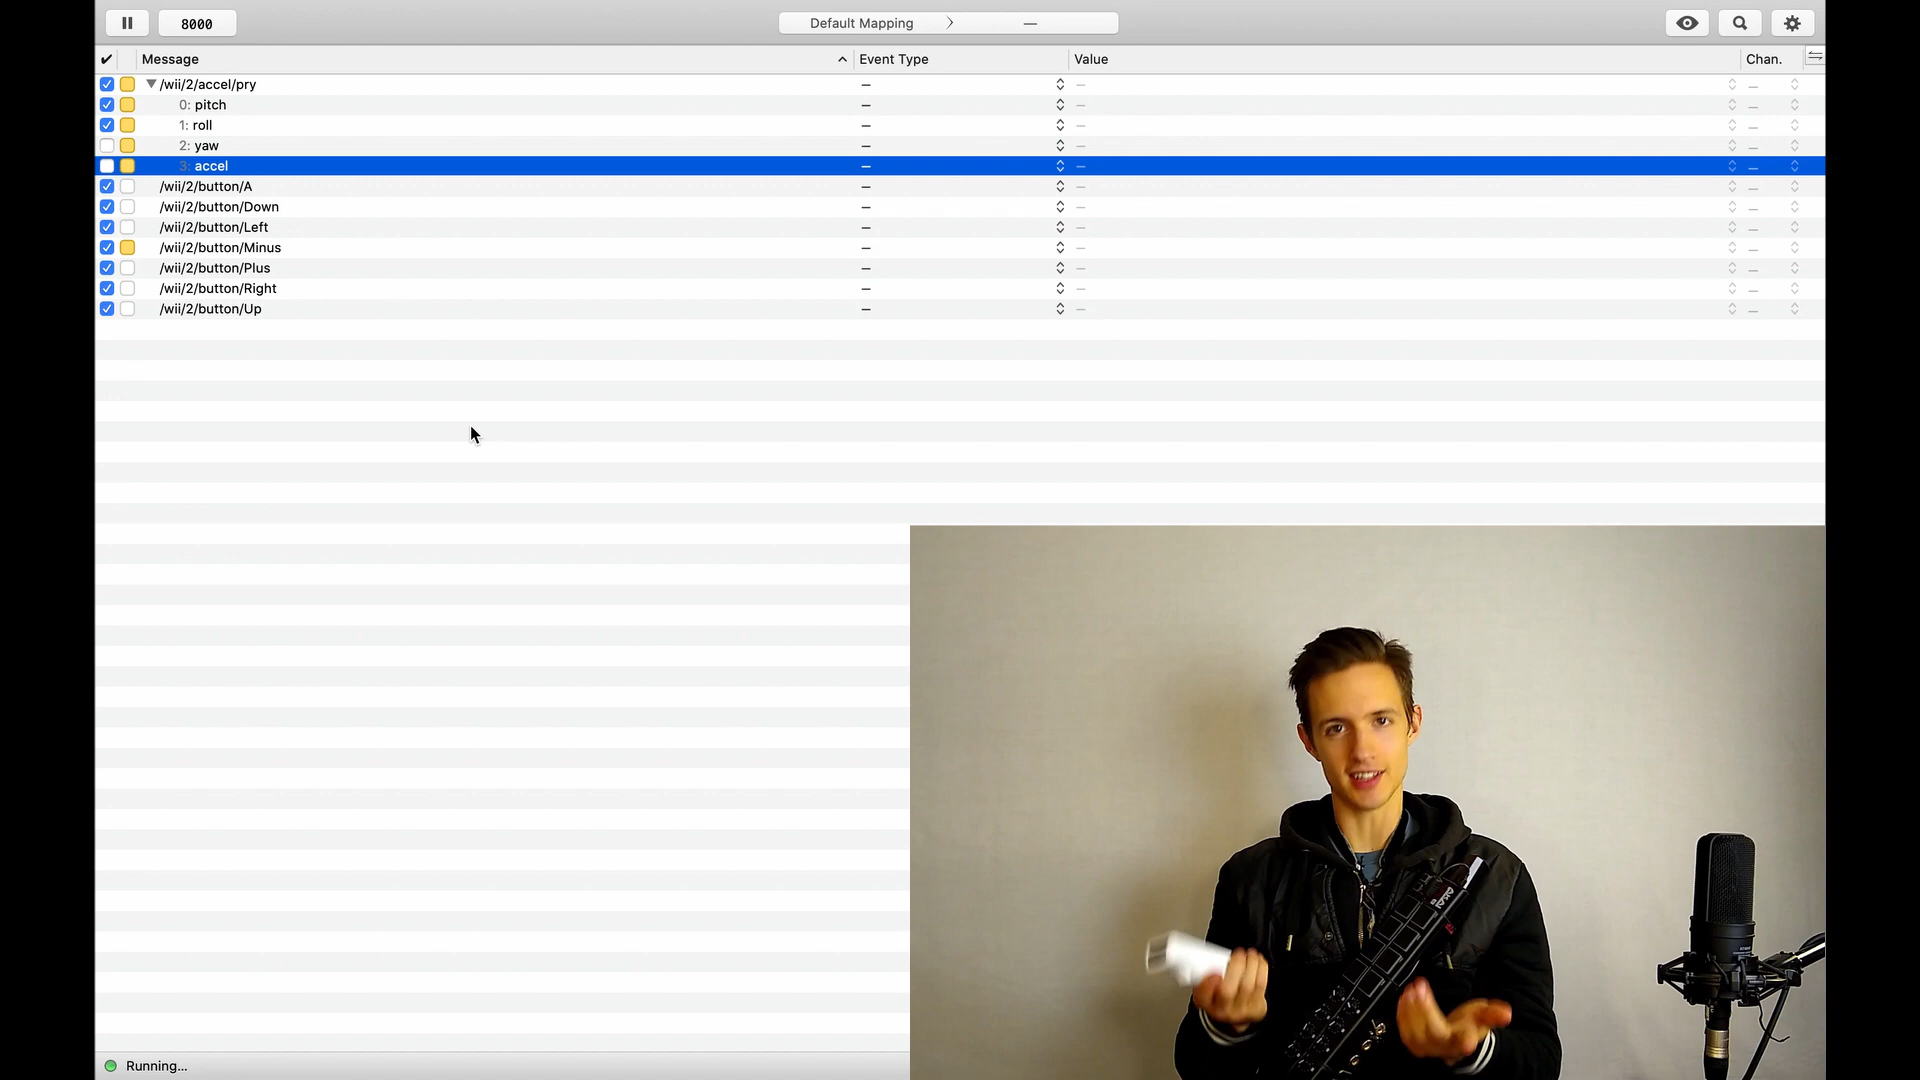 8000
Default Mapping
Message Event Type Value Chan.
/wii/2/accel/pry
0: pitch
1: roll
2: yaw
3: accel
/wii/2/button/A
/wii/2/button/Down
/wii/2/button/Left
/wii/2/button/Minus
/wii/2/button/Plus
/wii/2/button/Right
/wii/2/button/Up
AKAI
Running...